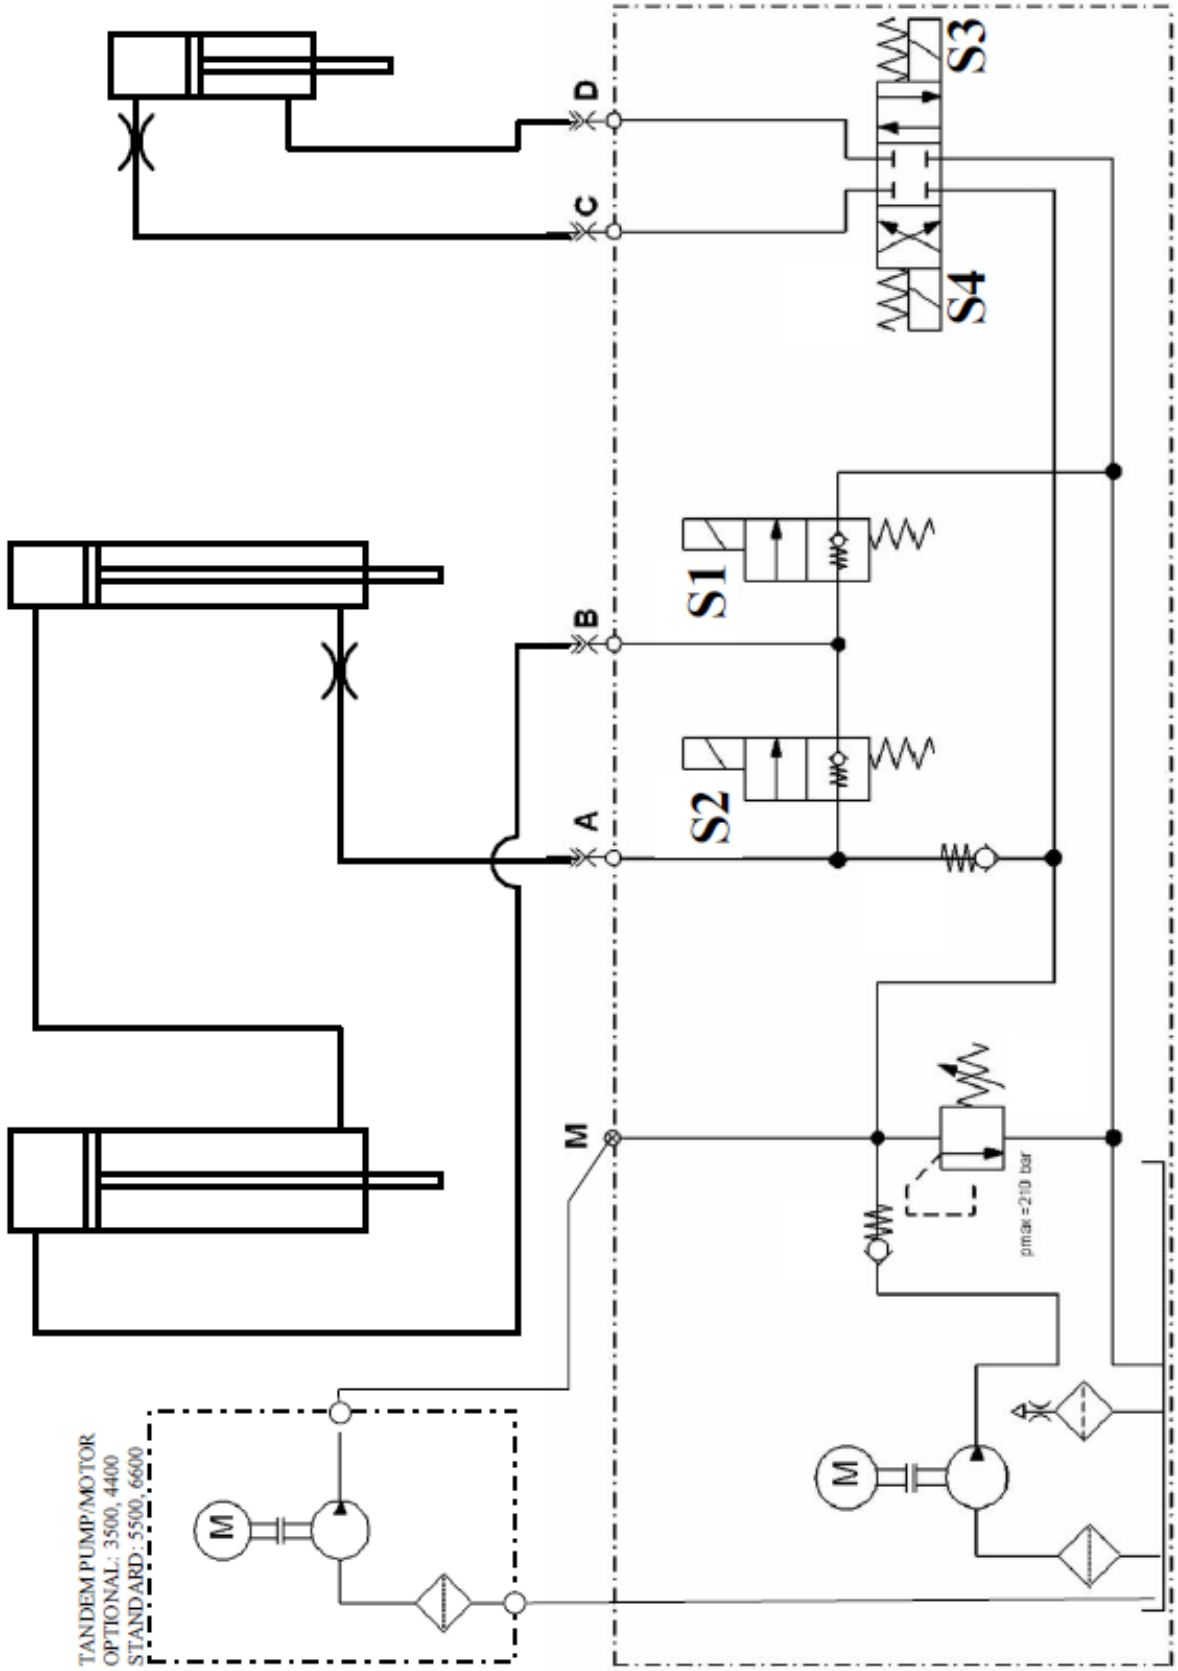 S3
D
C
S4
S1
B
S2
A
M
pmax =210 bar
TANDEM PUMP/MOTOR
OPTIONAL: 3500, 4400
STANDARD: 5500, 6600
M
M